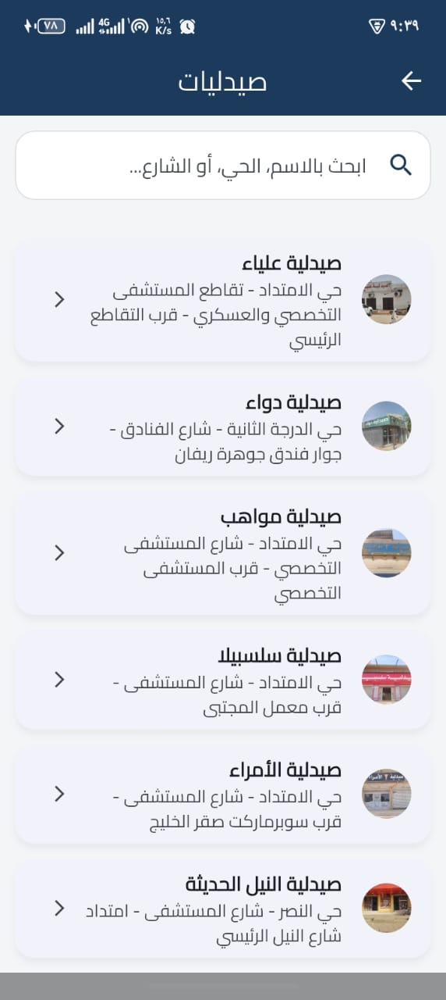 ٩:٣٩
١٥,٦
K/s
4G
٧٨
صيدليات
ابحث بالاسم، الحي، أو الشارع...
صيدلية علياء
حي الامتداد - تقاطع المستشفى
التخصصي والعسكري - قرب التقاطع
الرئيسي
صيدلية دواء
حي الدرجة الثانية - شارع الفنادق -
جوار فندق جوهرة ريفان
صيدلية مواهب
حي الامتداد - شارع المستشفى
التخصصي - قرب المستشفى
التخصصي
صيدلية سلسبيلا
حي الامتداد - شارع المستشفى -
قرب معمل المجتبى
صيدلية الأمراء
حي الامتداد - شارع المستشفى -
قرب سوبرماركت صقر الخليج
صيدلية النيل الحديثة
حي النصر - شارع المستشفى - امتداد
شارع النيل الرئيسي